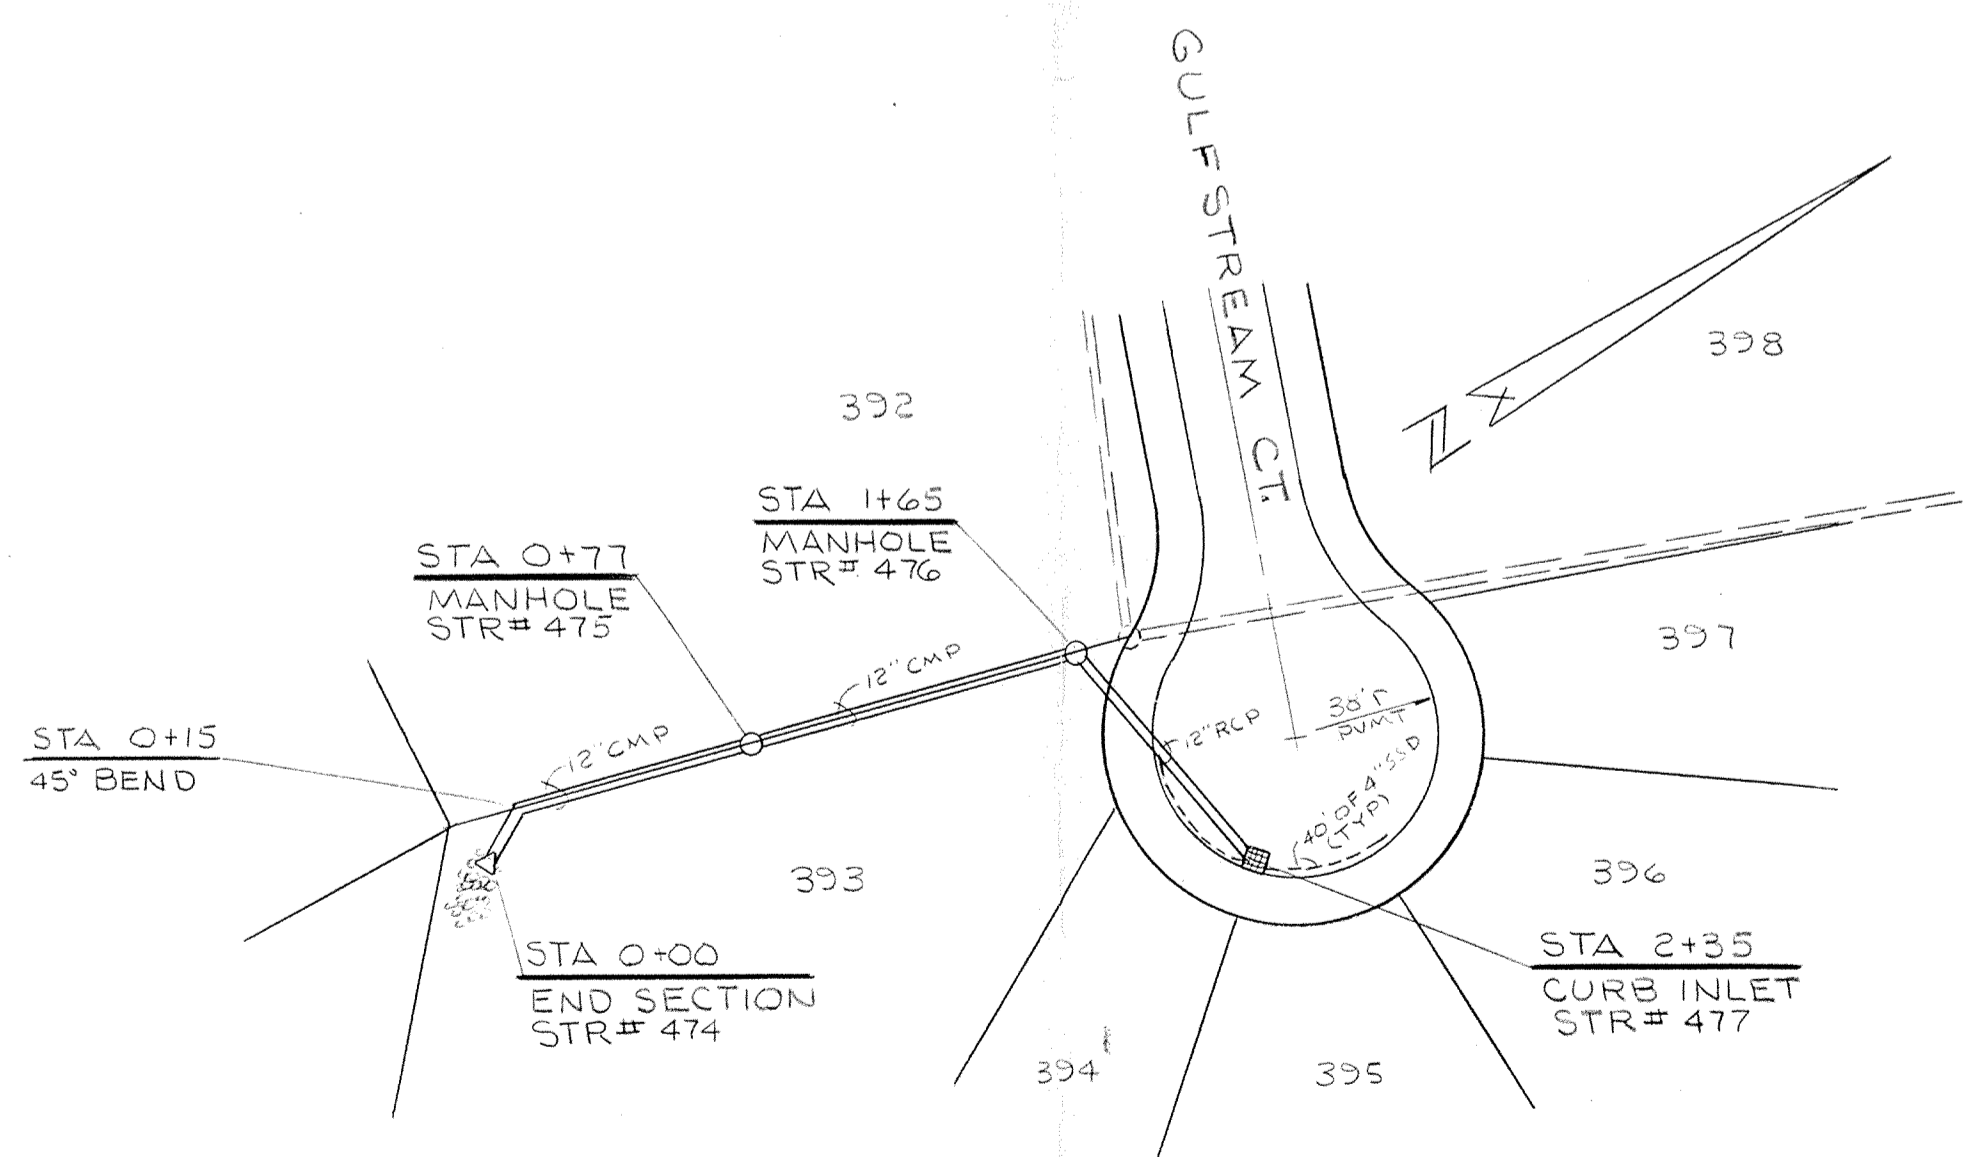 GULFSTREAM CT.
398
N
392
STA 1+65
MANHOLE
STR# 476
STA 0+77
MANHOLE
STR# 475
12" CMP
397
38' r
PVMT
12" RCP
STA 0+15
45° BEND
12" CMP
40' OF 4" SSD
(TYP)
393
396
STA 0+00
END SECTION
STR# 474
STA 2+35
CURB INLET
STR# 477
394
395